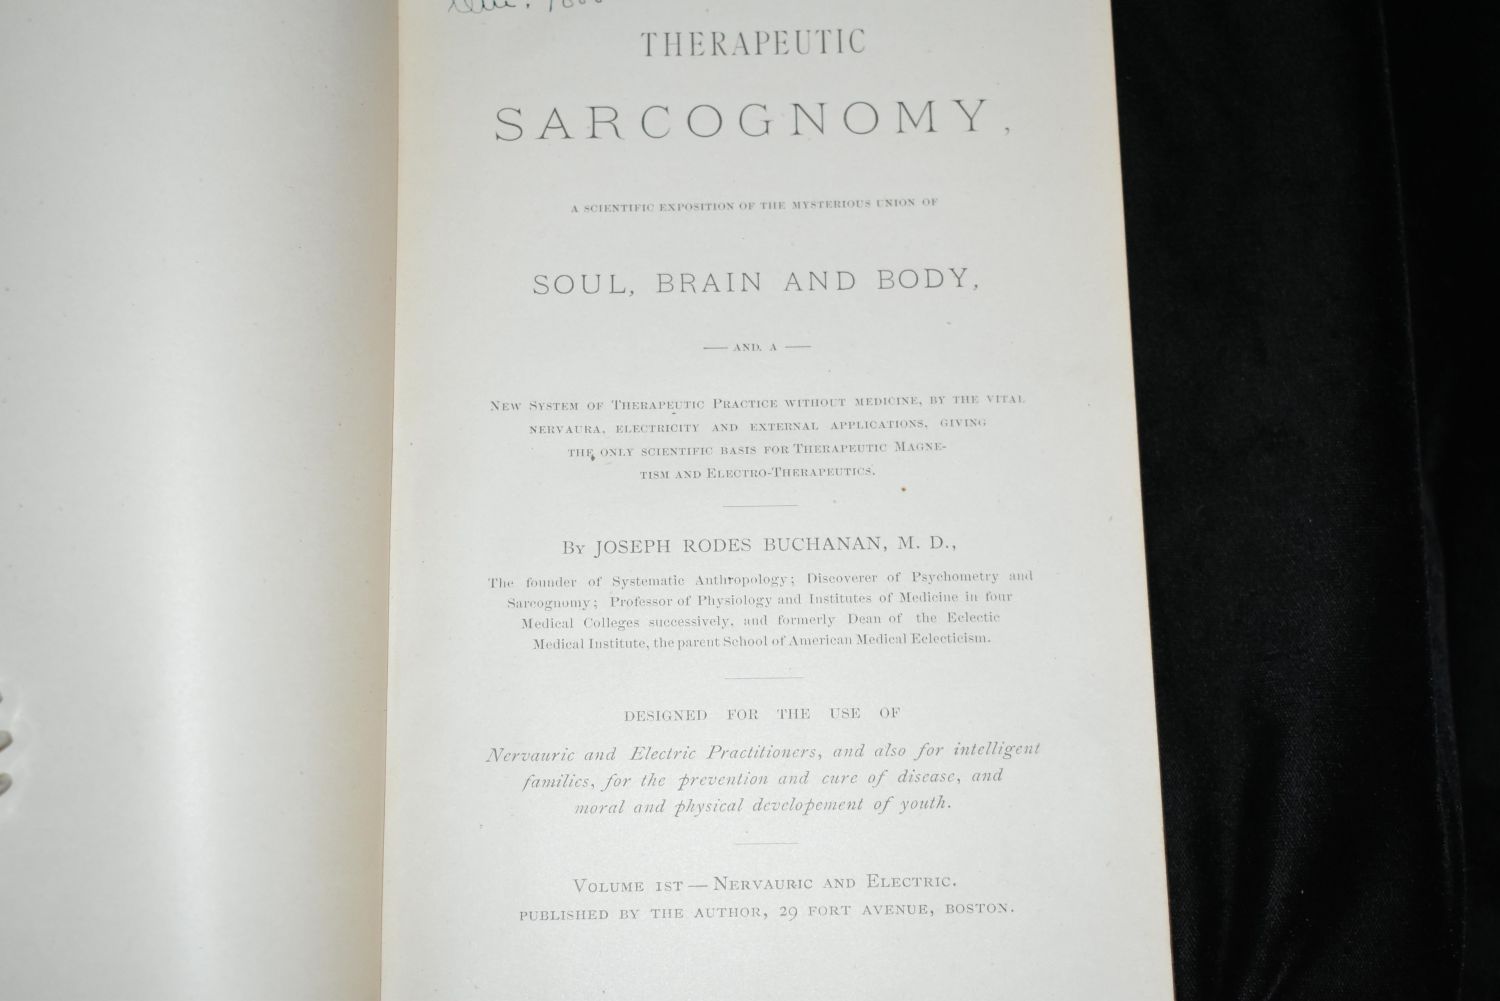 THERAPEUTIC
SARCOGNOMY,
A SCIENTIFIC EXPOSITION OF THE MYSTERIOUS UNION OF
SOUL, BRAIN AND BODY,
— AND. A —
NEW SYSTEM OF THERAPEUTIC PRACTICE WITHOUT MEDICINE, BY THE VITAL
NERVAURA, ELECTRICITY AND EXTERNAL APPLICATIONS, GIVING
THE ONLY SCIENTIFIC BASIS FOR THERAPEUTIC MAGNE-
TISM AND ELECTRO-THERAPEUTICS.
BY JOSEPH RODES BUCHANAN, M. D.,
The founder of Systematic Anthropology; Discoverer of Psychometry and
Sarcognomy; Professor of Physiology and Institutes of Medicine in four
Medical Colleges successively, and formerly Dean of the Eclectic
Medical Institute, the parent School of American Medical Eclecticism.
DESIGNED FOR THE USE OF
Nervauric and Electric Practitioners, and also for intelligent
families, for the prevention and cure of disease, and
moral and physical developement of youth.
VOLUME 1ST — NERVAURIC AND ELECTRIC.
PUBLISHED BY THE AUTHOR, 29 FORT AVENUE, BOSTON.